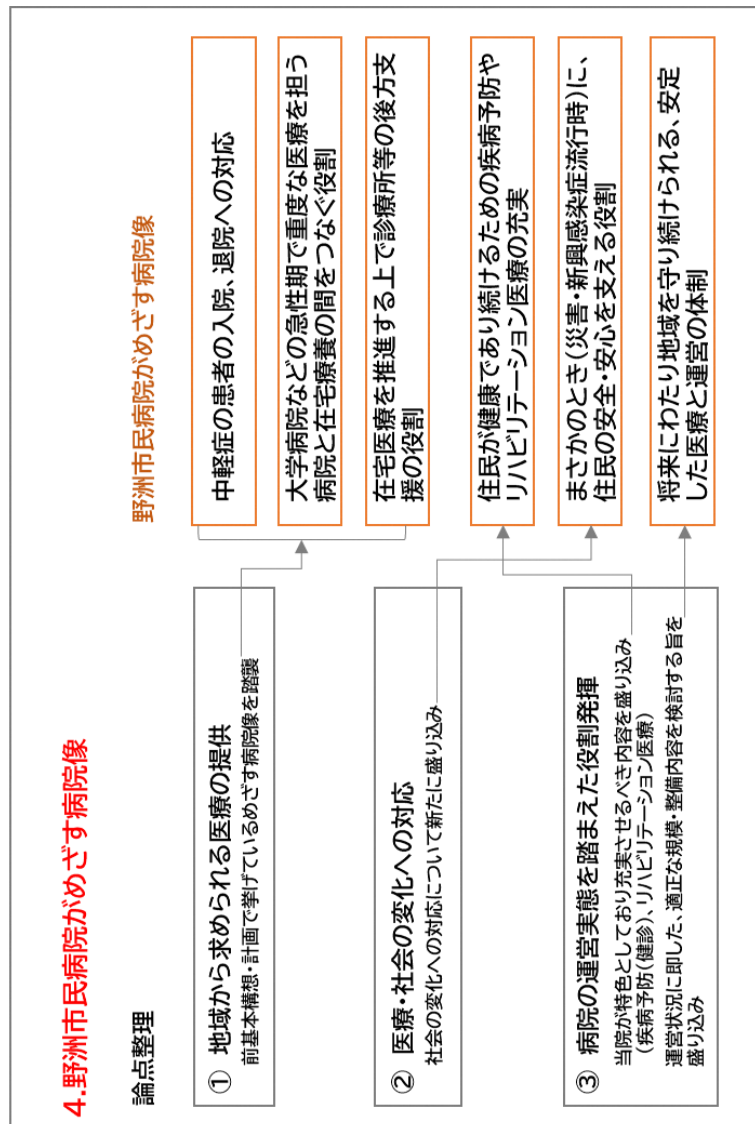 4.野洲市民病院がめざす病院像
論点整理
① 地域から求められる医療の提供
前基本構想・計画で挙げているめざす病院像を踏襲
② 医療・社会の変化への対応
社会の変化への対応について新たに盛り込み
③ 病院の運営実態を踏まえた役割発揮
当院が特色としており充実させるべき内容を盛り込み
(疾病予防(健診)、リハビリテーション医療)
運営状況に即した、適正な規模・整備内容を検討する旨を
盛り込み
野洲市民病院がめざす病院像
中軽症の患者の入院、退院への対応
大学病院などの急性期で重度な医療を担う
病院と在宅療養の間をつなぐ役割
在宅医療を推進する上で診療所等の後方支
援の役割
住民が健康であり続けるための疾病予防や
リハビリテーション医療の充実
まさかのとき(災害・新興感染症流行時)に、
住民の安全・安心を支える役割
将来にわたり地域を守り続けられる、安定
した医療と運営の体制